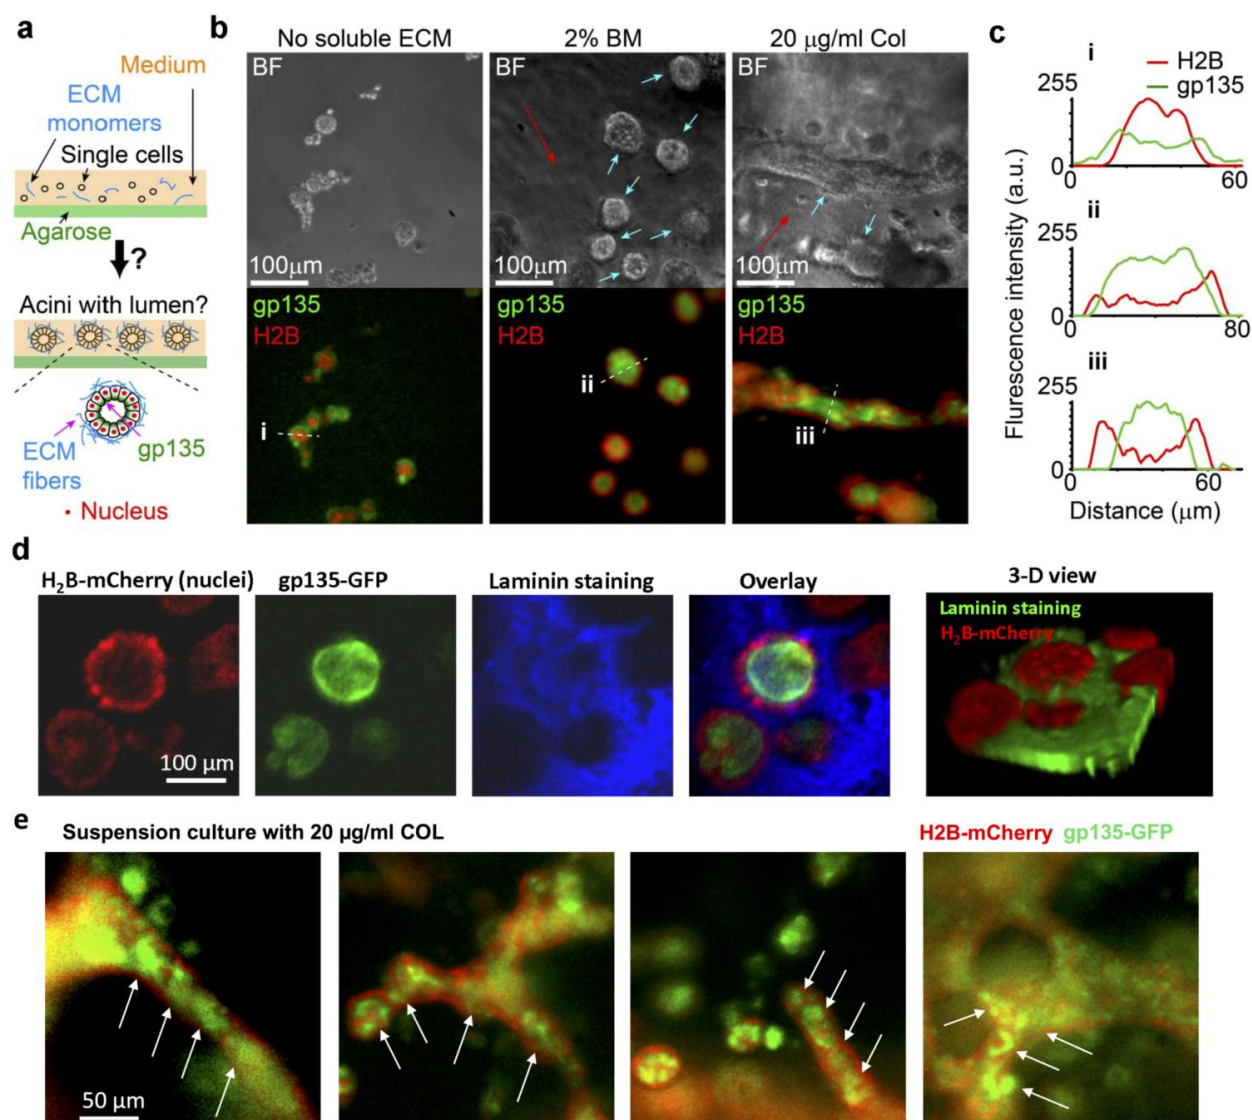 a
Medium
ECM
monomers
Single cells
Agarose
?
Acini with lumen?
ECM
fibers
gp135
• Nucleus
b
No soluble ECM
2% BM
20 μg/ml Col
BF
100μm
BF
100μm
BF
100μm
gp135
H2B
i
gp135
H2B
ii
gp135
H2B
iii
c
i
H2B
gp135
255
0
0
60
ii
255
0
0
80
iii
255
0
0
60
Flurescence intensity (a.u.)
Distance (μm)
d
H2B-mCherry (nuclei)
gp135-GFP
Laminin staining
Overlay
3-D view
100 μm
Laminin staining
H2B-mCherry
e
Suspension culture with 20 μg/ml COL
H2B-mCherry gp135-GFP
50 μm